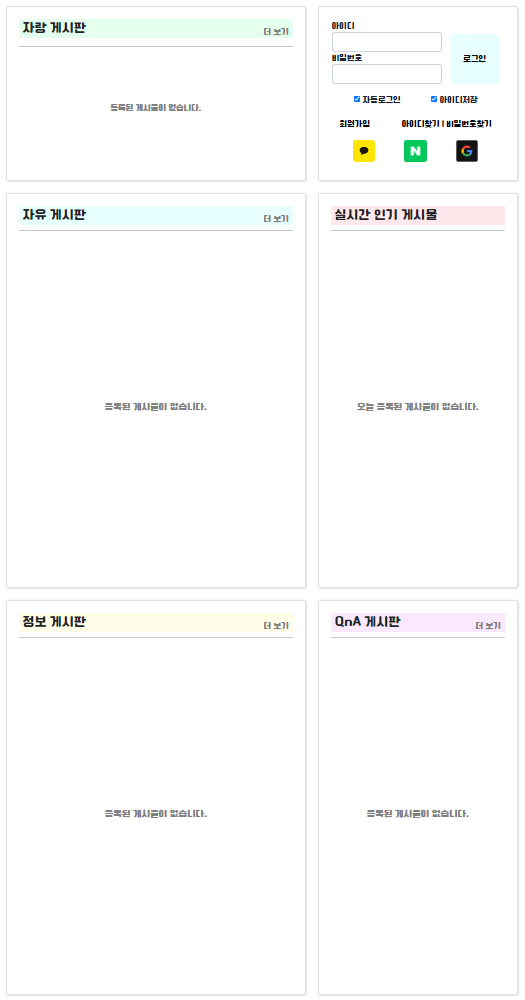 자랑 게시판
더 보기
등록된 게시글이 없습니다.
아이디
비밀번호
로그인
자동로그인
아이디저장
회원가입
아이디찾기 | 비밀번호찾기
N
G
자유 게시판
더 보기
등록된 게시글이 없습니다.
실시간 인기 게시물
오늘 등록된 게시글이 없습니다.
정보 게시판
더 보기
등록된 게시글이 없습니다.
QnA 게시판
더 보기
등록된 게시글이 없습니다.